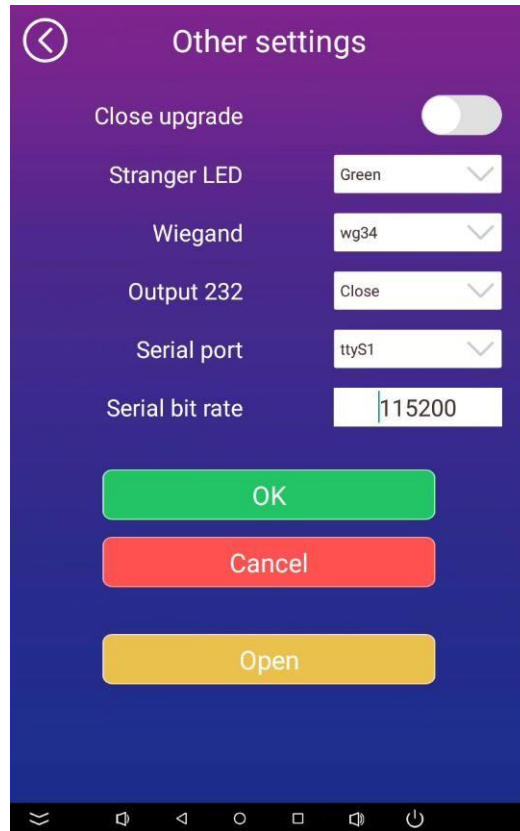 Other settings
Close upgrade
Stranger LED Green
Wiegand wg34
Output 232 Close
Serial port ttyS1
Serial bit rate 115200
OK
Cancel
Open